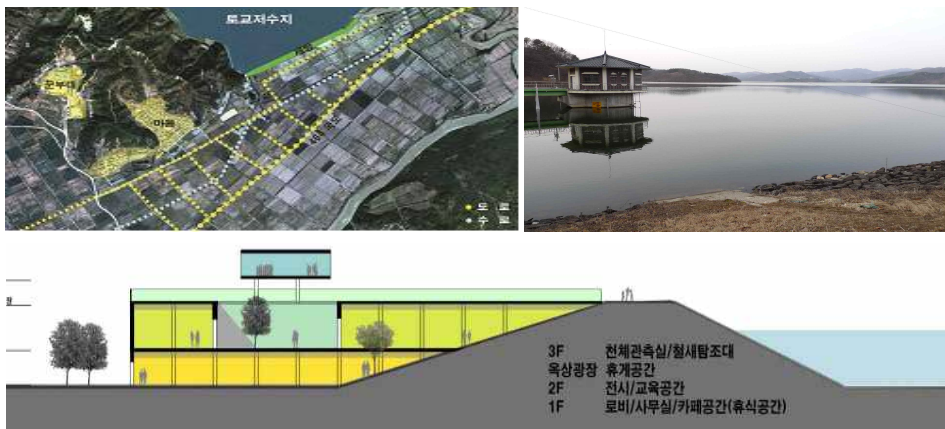 토교저수지
마을
도 로
수 로
3F 천체관측실/철새탐조대
옥상광장 휴게공간
2F 전시/교육공간
1F 로비/사무실/카페공간(휴식공간)